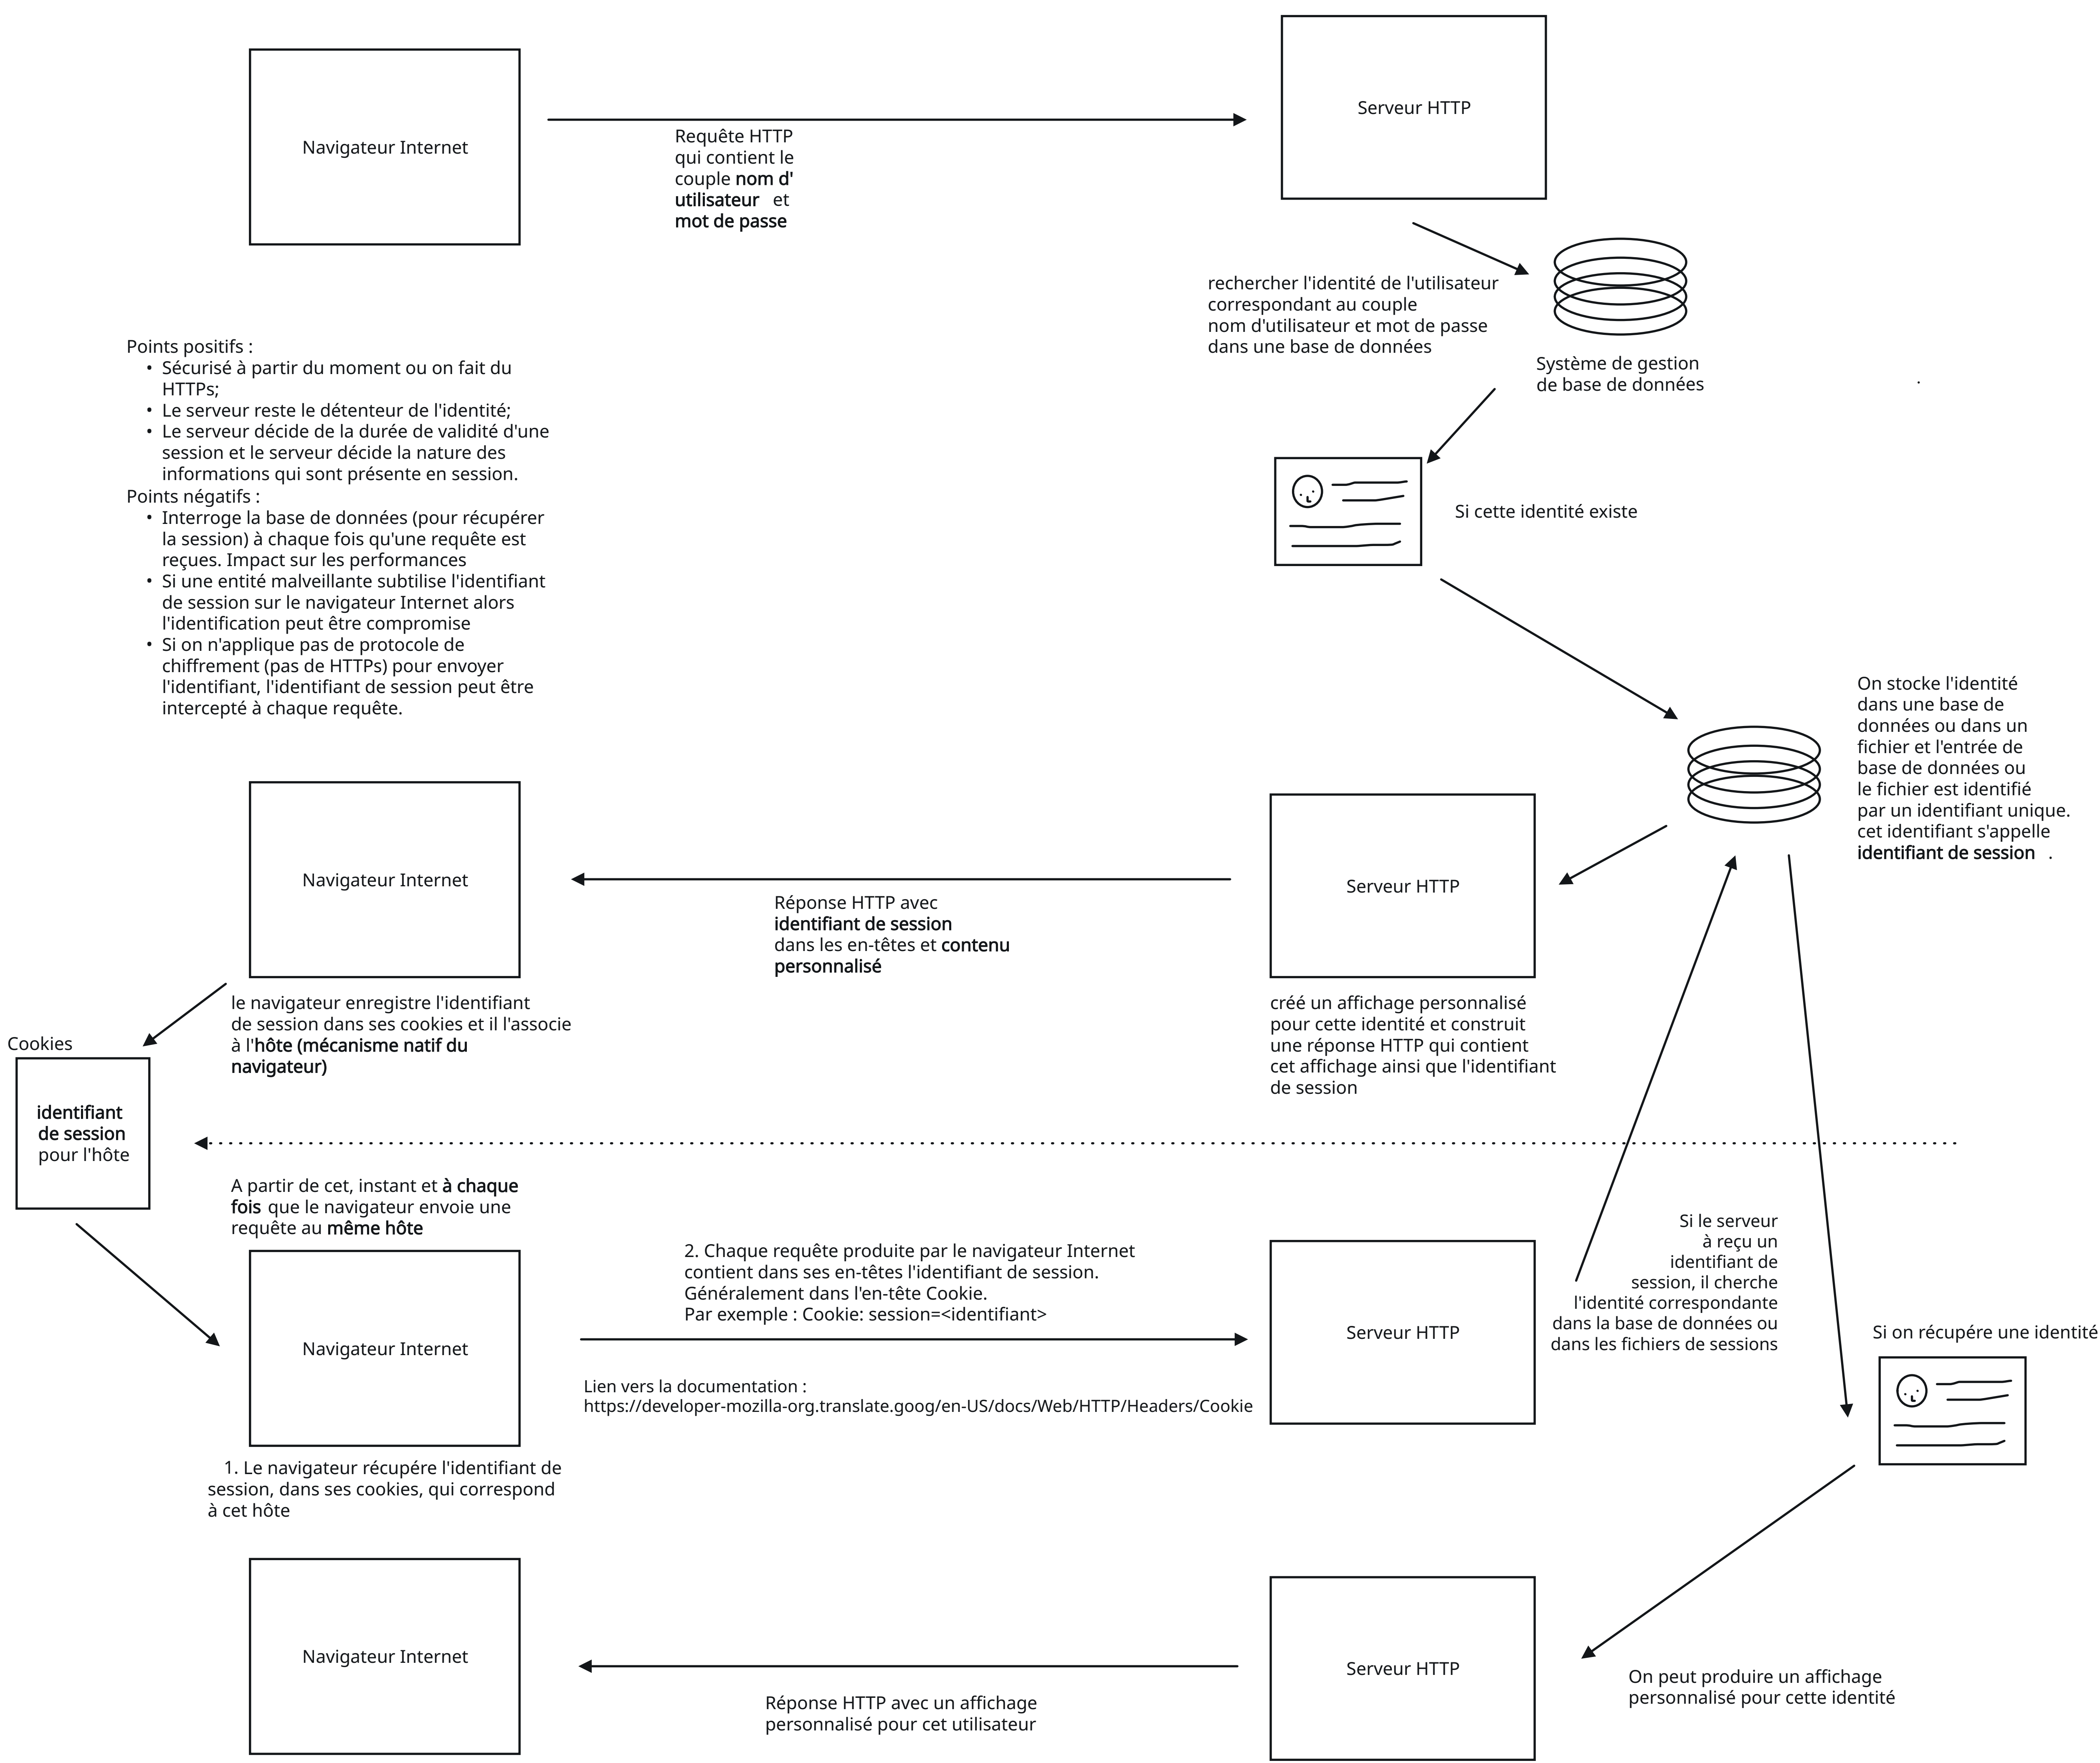 Navigateur Internet
Serveur HTTP
Requête HTTP
qui contient le
couple nom d'
utilisateur et
mot de passe
rechercher l'identité de l'utilisateur
correspondant au couple
nom d'utilisateur et mot de passe
dans une base de données
Système de gestion
de base de données
.
Points positifs :
• Sécurisé à partir du moment ou on fait du
HTTPs;
• Le serveur reste le détenteur de l'identité;
• Le serveur décide de la durée de validité d'une
session et le serveur décide la nature des
informations qui sont présente en session.
Points négatifs :
• Interroge la base de données (pour récupérer
la session) à chaque fois qu'une requête est
reçues. Impact sur les performances
• Si une entité malveillante subtilise l'identifiant
de session sur le navigateur Internet alors
l'identification peut être compromise
• Si on n'applique pas de protocole de
chiffrement (pas de HTTPs) pour envoyer
l'identifiant, l'identifiant de session peut être
intercepté à chaque requête.
Si cette identité existe
On stocke l'identité
dans une base de
données ou dans un
fichier et l'entrée de
base de données ou
le fichier est identifié
par un identifiant unique.
cet identifiant s'appelle
identifiant de session .
Navigateur Internet
Serveur HTTP
Réponse HTTP avec
identifiant de session
dans les en-têtes et contenu
personnalisé
le navigateur enregistre l'identifiant
de session dans ses cookies et il l'associe
à l'hôte (mécanisme natif du
navigateur)
créé un affichage personnalisé
pour cette identité et construit
une réponse HTTP qui contient
cet affichage ainsi que l'identifiant
de session
Cookies
identifiant
de session
pour l'hôte
A partir de cet, instant et à chaque
fois que le navigateur envoie une
requête au même hôte
2. Chaque requête produite par le navigateur Internet
contient dans ses en-têtes l'identifiant de session.
Généralement dans l'en-tête Cookie.
Par exemple : Cookie: session=<identifiant>
Navigateur Internet
Serveur HTTP
Si le serveur
à reçu un
identifiant de
session, il cherche
l'identité correspondante
dans la base de données ou
dans les fichiers de sessions
Si on récupére une identité
Lien vers la documentation :
https://developer-mozilla-org.translate.goog/en-US/docs/Web/HTTP/Headers/Cookie
1. Le navigateur récupére l'identifiant de
session, dans ses cookies, qui correspond
à cet hôte
Navigateur Internet
Serveur HTTP
Réponse HTTP avec un affichage
personnalisé pour cet utilisateur
On peut produire un affichage
personnalisé pour cette identité